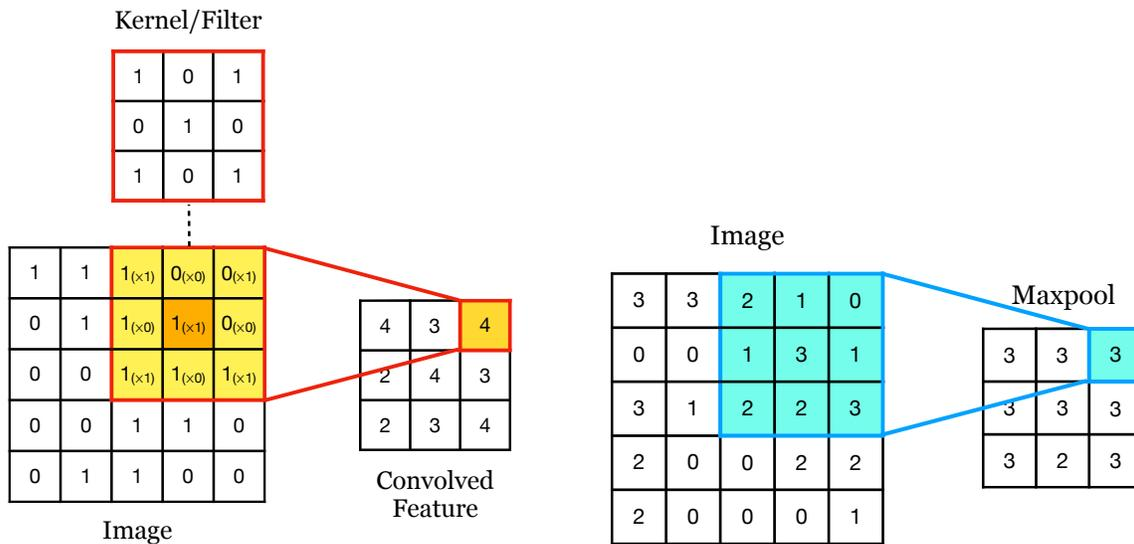 Kernel/Filter
1 0 1
0 1 0
1 0 1
1 1 1(×1) 0(×0) 0(×1)
0 1 1(×0) 1(×1) 0(×0)
0 0 1(×1) 1(×0) 1(×1)
0 0 1 1 0
0 1 1 0 0
Image
4 3 4
2 4 3
2 3 4
Convolved
Feature
Image
3 3 2 1 0
0 0 1 3 1
3 1 2 2 3
2 0 0 2 2
2 0 0 0 1
Maxpool
3 3 3
3 3 3
3 2 3